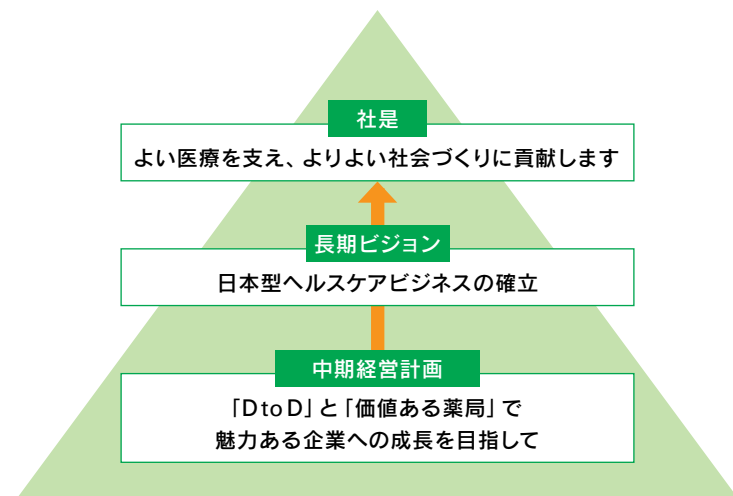 社是
よい医療を支え、よりよい社会づくりに貢献します
長期ビジョン
日本型ヘルスケアビジネスの確立
中期経営計画
「DtoD」と「価値ある薬局」で
魅力ある企業への成長を目指して